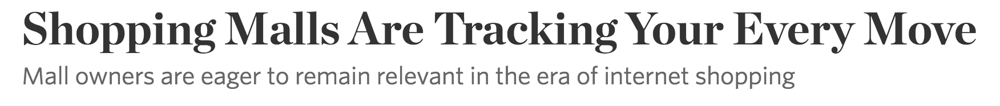 Shopping Malls Are Tracking Your Every Move
Mall owners are eager to remain relevant in the era of internet shopping